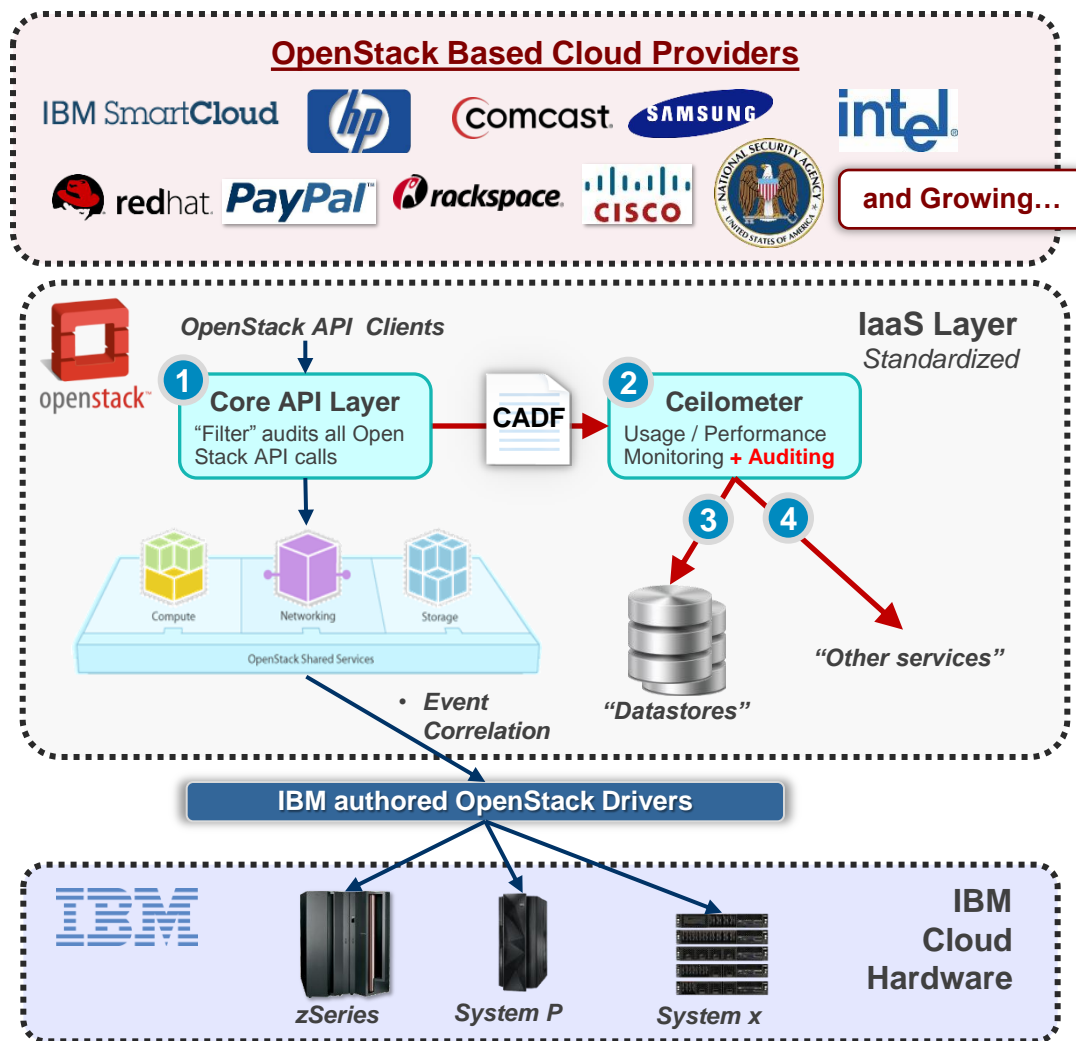 OpenStack Based Cloud Providers
IBM SmartCloud
hp
Comcast.
SAMSUNG
intel®
redhat.
PayPal™
rackspace®
CISCO
NATIONAL SECURITY AGENCY
UNITED STATES OF AMERICA
and Growing…
openstack™
OpenStack API Clients
IaaS Layer
Standardized
1
Core API Layer
“Filter” audits all Open
Stack API calls
CADF
2
Ceilometer
Usage / Performance
Monitoring + Auditing
3
4
Compute
Networking
Storage
OpenStack Shared Services
“Datastores”
“Other services”
• Event
Correlation
IBM authored OpenStack Drivers
IBM
IBM
Cloud
Hardware
zSeries
System P
System x